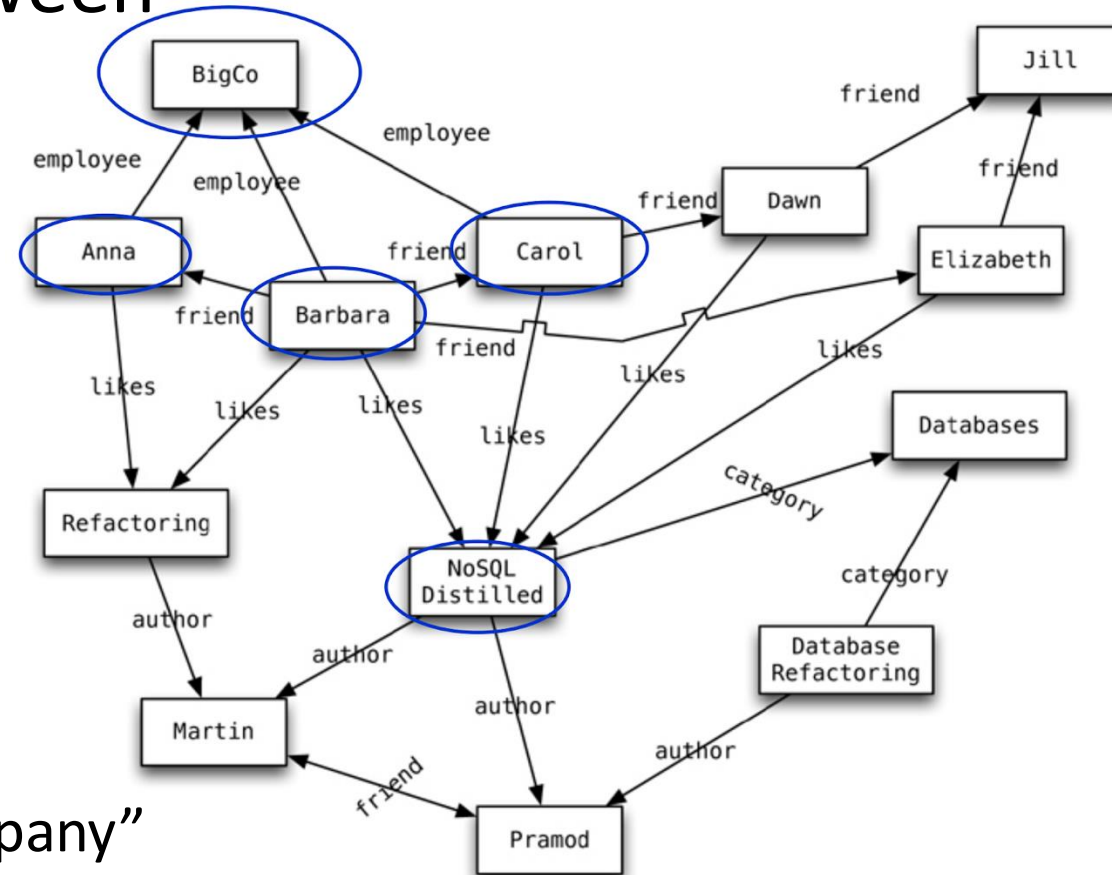 ween
BigCo
Jill
friend
employee
employee
employee
friend
friend
Dawn
Anna
friend
Carol
Elizabeth
friend
Barbara
friend
likes
likes
likes
likes
likes
likes
Databases
category
Refactoring
NoSQL
Distilled
category
author
author
Database
Refactoring
author
Martin
author
friend
pany”
Pramod